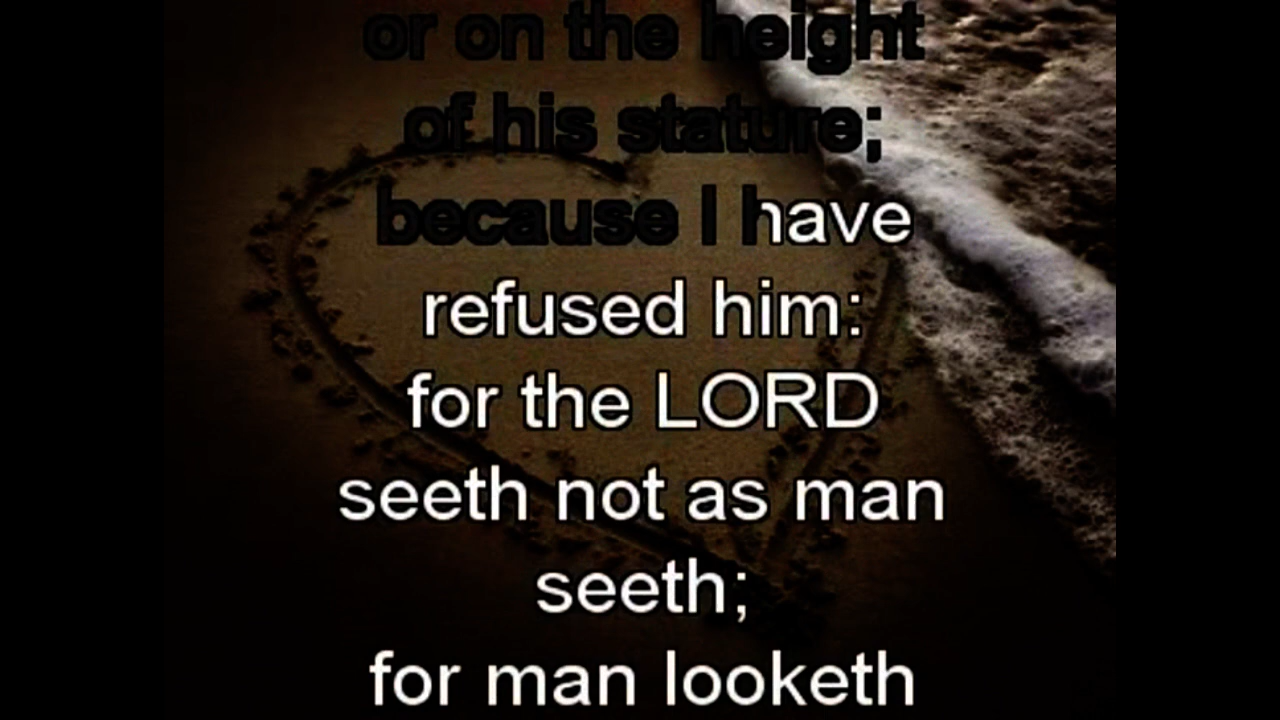 or on the height
of his stature;
because I have
refused him:
for the LORD
seeth not as man
seeth;
for man looketh